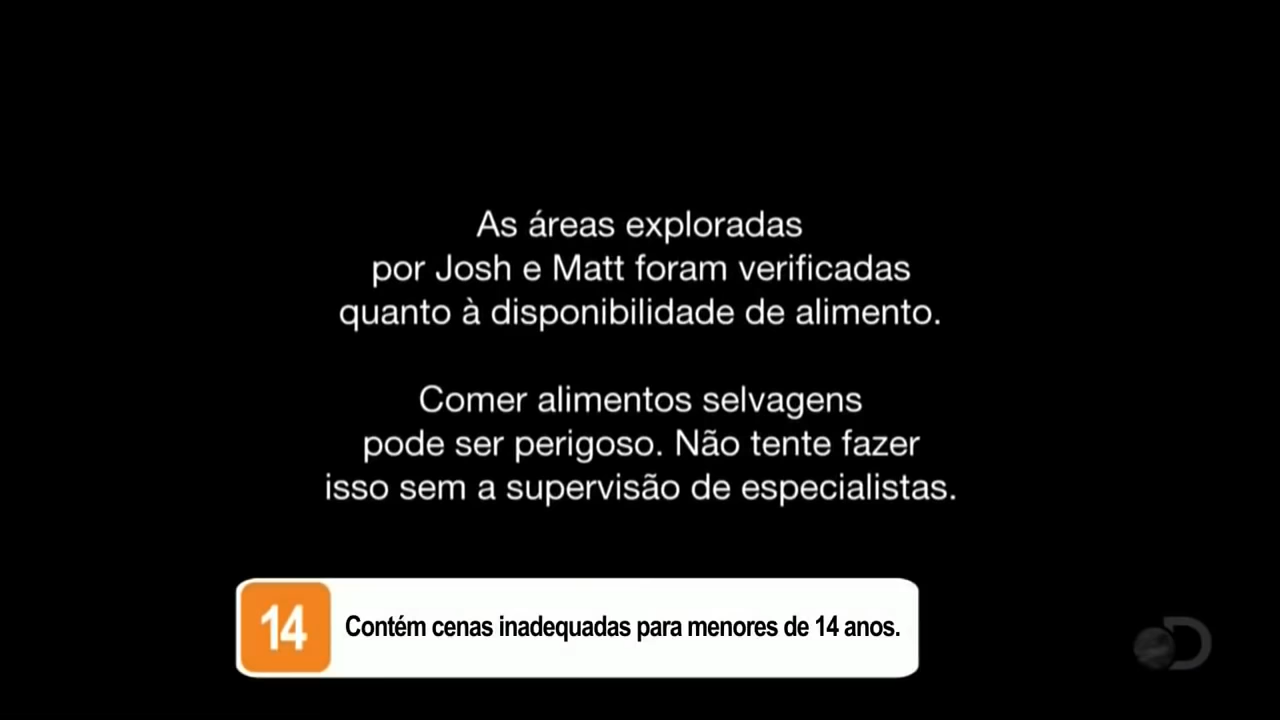 As áreas exploradas
por Josh e Matt foram verificadas
quanto à disponibilidade de alimento.
Comer alimentos selvagens
pode ser perigoso. Não tente fazer
isso sem a supervisão de especialistas.
14 Contém cenas inadequadas para menores de 14 anos.
D